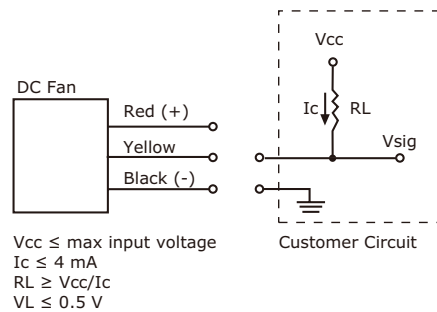 Vcc
DC Fan
Ic
RL
Red (+)
Vsig
Yellow
Black (-)
Vcc ≤ max input voltage
Customer Circuit
Ic ≤ 4 mA
RL ≥ Vcc/Ic
VL ≤ 0.5 V